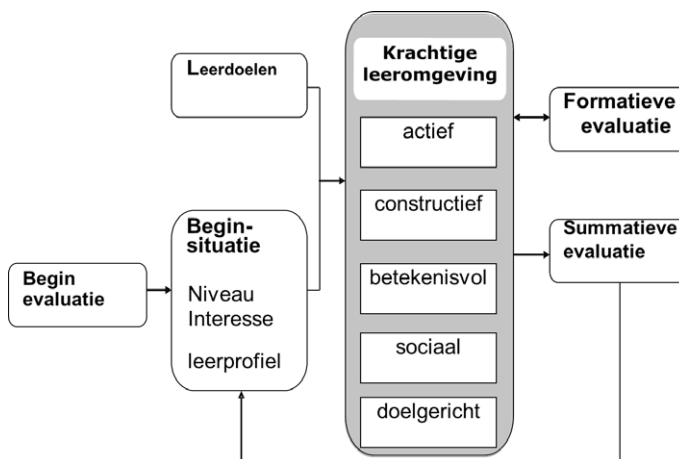 Leerdoelen
Begin
evaluatie
Begin-
situatie
Niveau
Interesse
leerprofiel
Krachtige
leeromgeving
actief
constructief
betekenisvol
sociaal
doelgericht
Formatieve
evaluatie
Summatieve
evaluatie